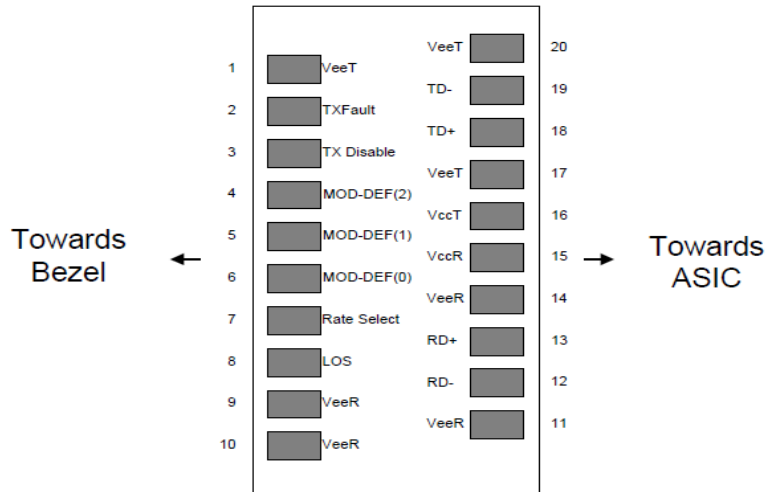 VeeT 20
1 VeeT
TD- 19
2 TXFault
TD+ 18
3 TX Disable
VeeT 17
4 MOD-DEF(2)
VccT 16
5 MOD-DEF(1)
Towards
Bezel
VccR 15
Towards
ASIC
6 MOD-DEF(0)
VeeR 14
7 Rate Select
RD+ 13
8 LOS
RD- 12
9 VeeR
VeeR 11
10 VeeR